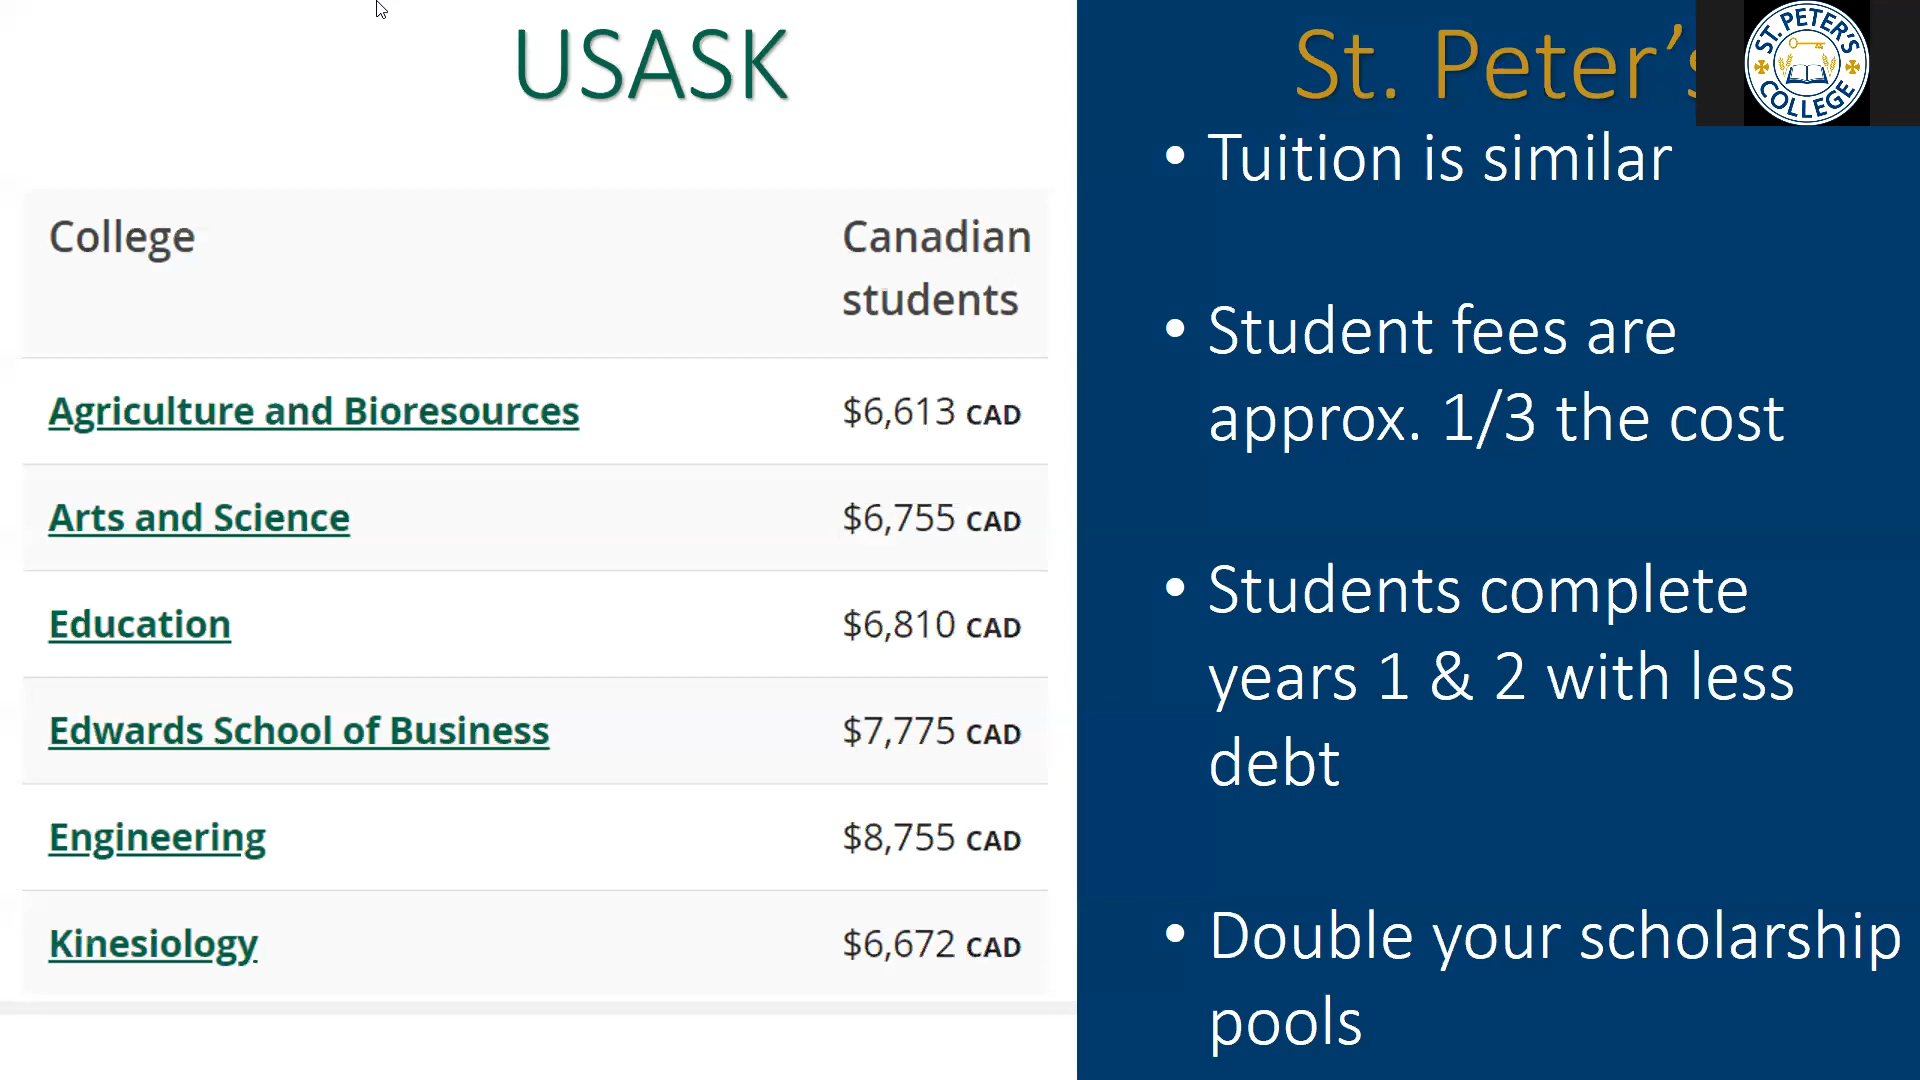 USASK
College
Canadian
students
Agriculture and Bioresources $6,613 CAD
Arts and Science $6,755 CAD
Education $6,810 CAD
Edwards School of Business $7,775 CAD
Engineering $8,755 CAD
Kinesiology $6,672 CAD
St. Peter's
ST. PETER'S
COLLEGE
• Tuition is similar
• Student fees are
approx. 1/3 the cost
• Students complete
years 1 & 2 with less
debt
• Double your scholarship
pools